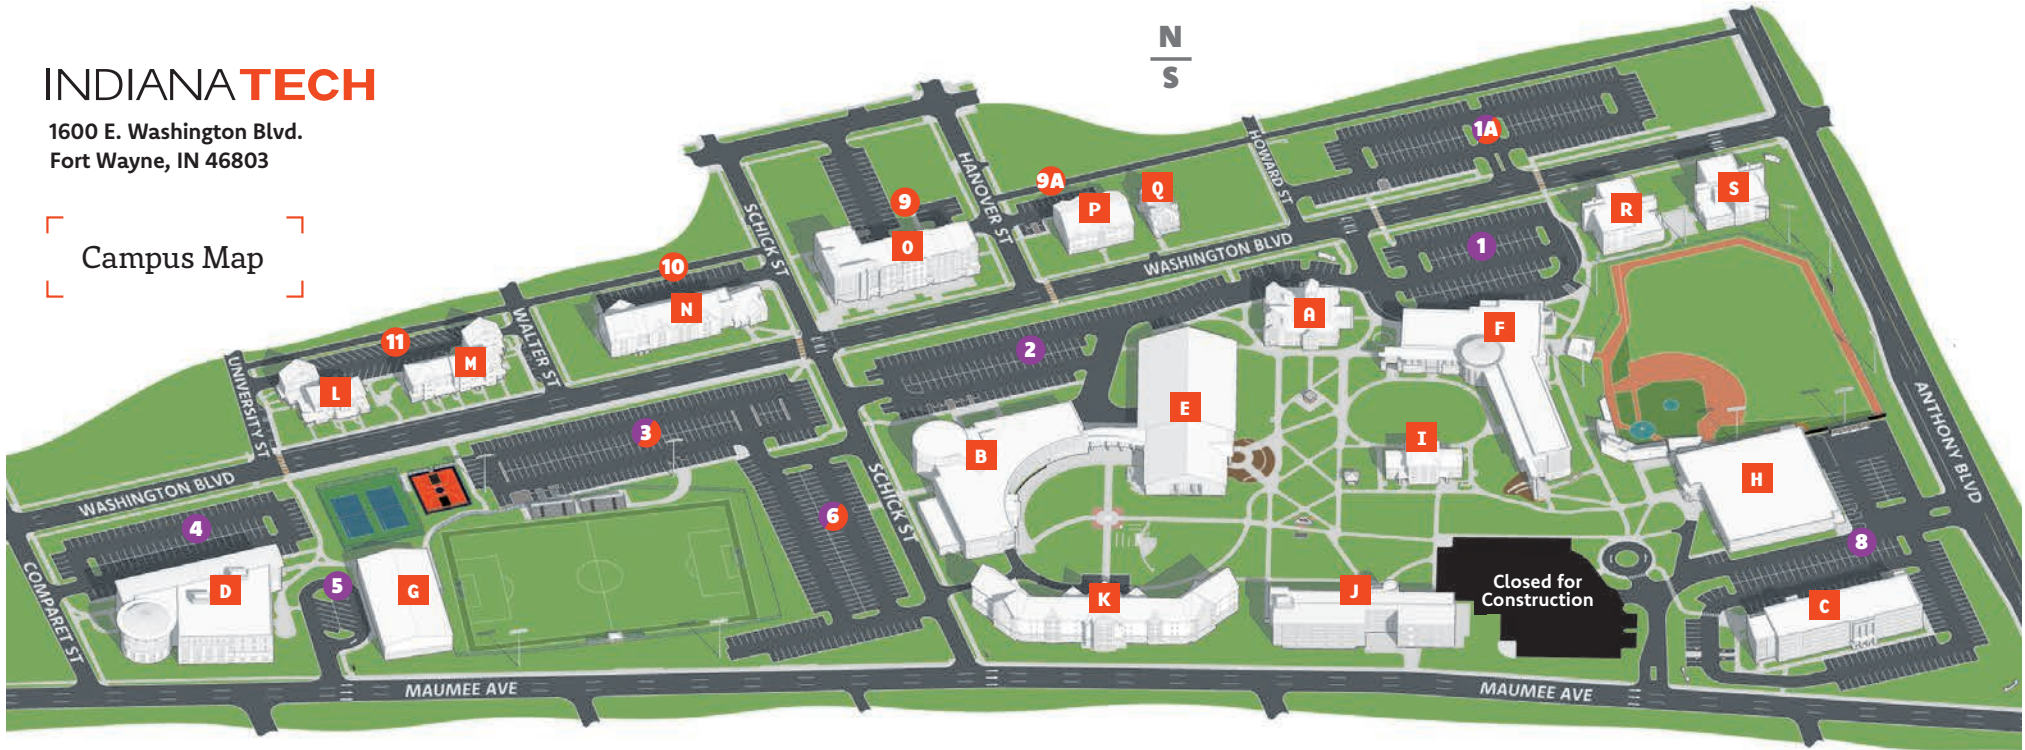 INDIANA TECH
1600 E. Washington Blvd.
Fort Wayne, IN 46803
Campus Map
N
S
1A
HOWARD ST
HANOVER ST
9A
Q
P
S
R
9
O
SCHICK ST
1
WASHINGTON BLVD
10
N
A
F
WALTER ST
11
M
L
UNIVERSITY ST
2
E
ANTHONY BLVD
3
I
B
H
WASHINGTON BLVD
4
6
SCHICK ST
8
COMPARET ST
D
5
G
K
J
Closed for
Construction
C
MAUMEE AVE
MAUMEE AVE